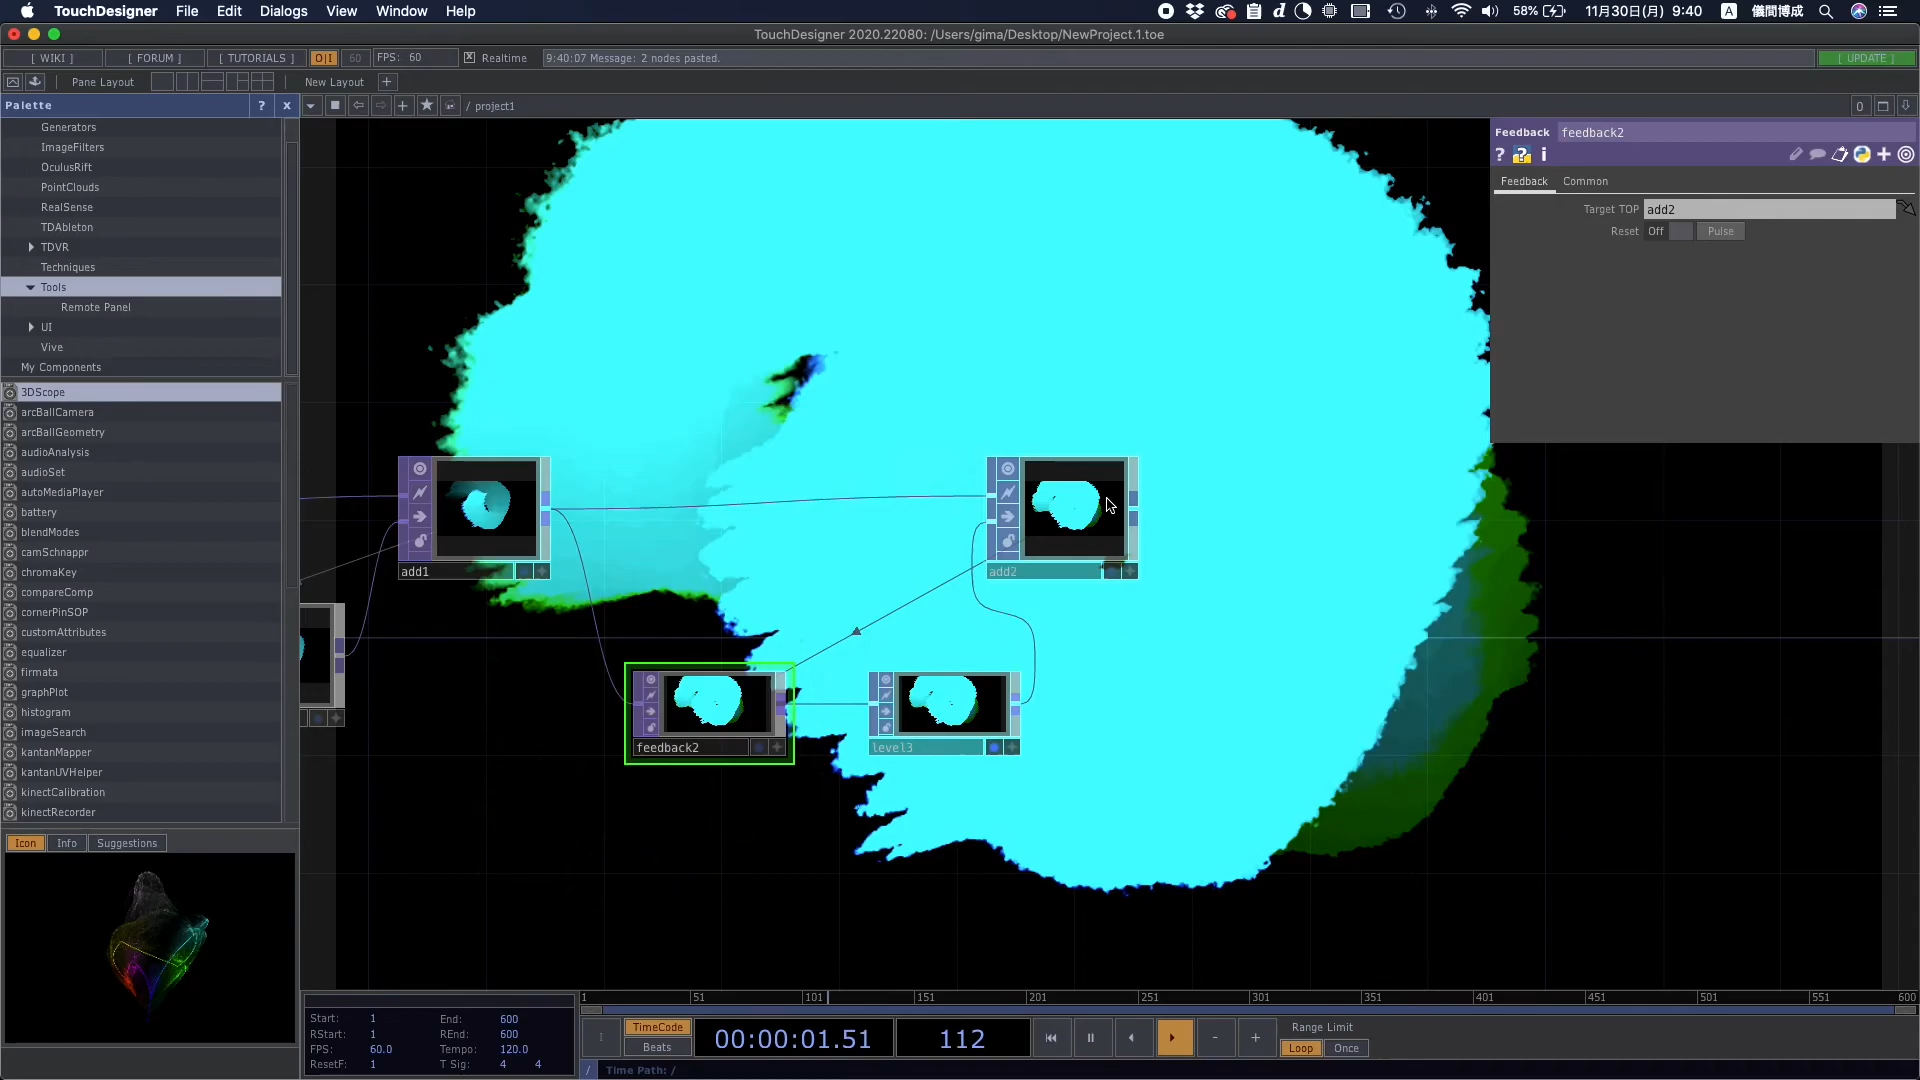 TouchDesigner File Edit Dialogs View Window Help 58% 11月30日(月) 9:40 A 儀間博成
TouchDesigner 2020.22080: /Users/gima/Desktop/NewProject.1.toe
[ WIKI ] [ FORUM ] [ TUTORIALS ] O|I 60 FPS: 60 Realtime 9:40:07 Message: 2 nodes pasted. [ UPDATE ]
Pane Layout New Layout +
Palette ? x / project1 0
Generators
ImageFilters
OculusRift
PointClouds
RealSense
TDAbleton
TDVR
Techniques
Tools
Remote Panel
UI
Vive
My Components
3DScope
arcBallCamera
arcBallGeometry
audioAnalysis
audioSet
autoMediaPlayer
battery
blendModes
camSchnappr
chromaKey
compareComp
cornerPinSOP
customAttributes
equalizer
firmata
graphPlot
histogram
imageSearch
kantanMapper
kantanUVHelper
kinectCalibration
kinectRecorder
Icon Info Suggestions
add1
add2
feedback2
level3
Feedback feedback2
? ? i
Feedback Common
Target TOP add2
Reset Off Pulse
1 51 101 151 201 251 301 351 401 451 501 551 600
Start: 1 End: 600
RStart: 1 REnd: 600
FPS: 60.0 Tempo: 120.0
ResetF: 1 T Sig: 4 4
TimeCode
Beats
00:00:01.51 112
- +
Range Limit
Loop Once
/ Time Path: /